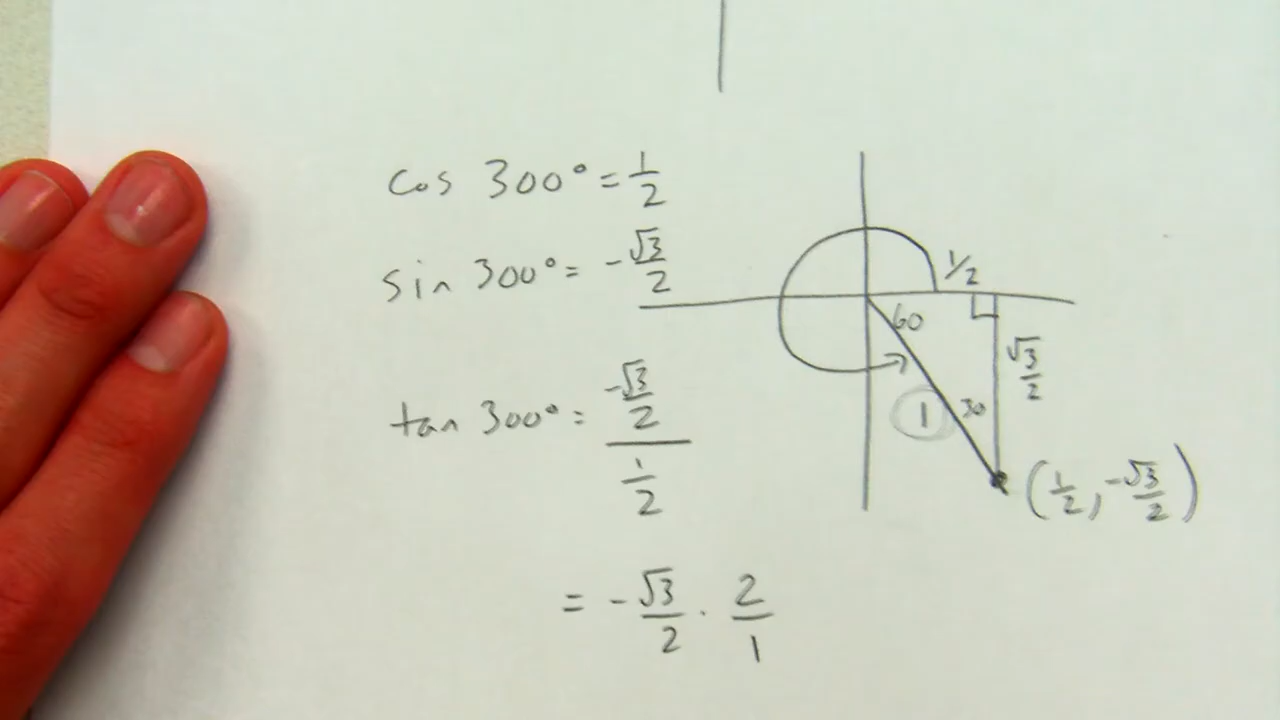 cos 300° = 1/2
sin 300° = -√3/2
tan 300° = (-√3/2)/(1/2)
= -√3/2 · 2/1
1/2
60
√3/2
30
1
(1/2, -√3/2)